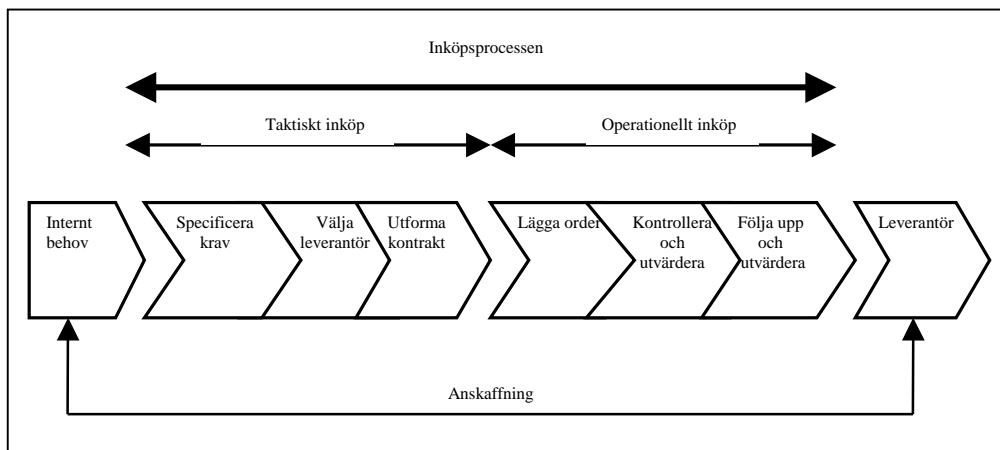 Inköpsprocessen
Taktiskt inköp
Operationellt inköp
Internt
behov
Specificera
krav
Välja
leverantör
Utforma
kontrakt
Lägga order
Kontrollera
och
utvärdera
Följa upp
och
utvärdera
Leverantör
Anskaffning